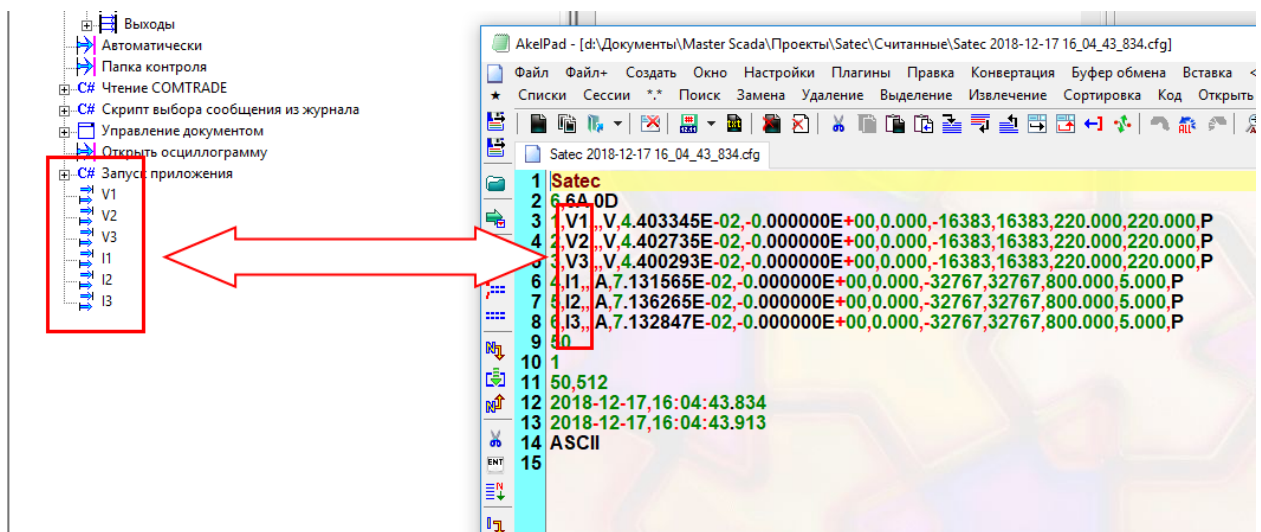 Выходы
Автоматически
Папка контроля
C# Чтение COMTRADE
C# Скрипт выбора сообщения из журнала
Управление документом
Открыть осциллограмму
C# Запуск приложения
V1
V2
V3
I1
I2
I3
AkelPad - [d:\Документы\Master Scada\Проекты\Satec\Считанные\Satec 2018-12-17 16_04_43_834.cfg]
Файл Файл+ Создать Окно Настройки Плагины Правка Конвертация Буфер обмена Вставка <
Списки Сессии *.* Поиск Замена Удаление Выделение Извлечение Сортировка Код Открыть
Satec 2018-12-17 16_04_43_834.cfg
1 Satec
2 6,6A,0D
3 1,V1,,V,4.403345E-02,-0.000000E+00,0.000,-16383,16383,220.000,220.000,P
4 2,V2,,V,4.402735E-02,-0.000000E+00,0.000,-16383,16383,220.000,220.000,P
5 3,V3,,V,4.400293E-02,-0.000000E+00,0.000,-16383,16383,220.000,220.000,P
6 4,I1,,A,7.131565E-02,-0.000000E+00,0.000,-32767,32767,800.000,5.000,P
7 5,I2,,A,7.136265E-02,-0.000000E+00,0.000,-32767,32767,800.000,5.000,P
8 6,I3,,A,7.132847E-02,-0.000000E+00,0.000,-32767,32767,800.000,5.000,P
9 50
10 1
11 50,512
12 2018-12-17,16:04:43.834
13 2018-12-17,16:04:43.913
14 ASCII
15